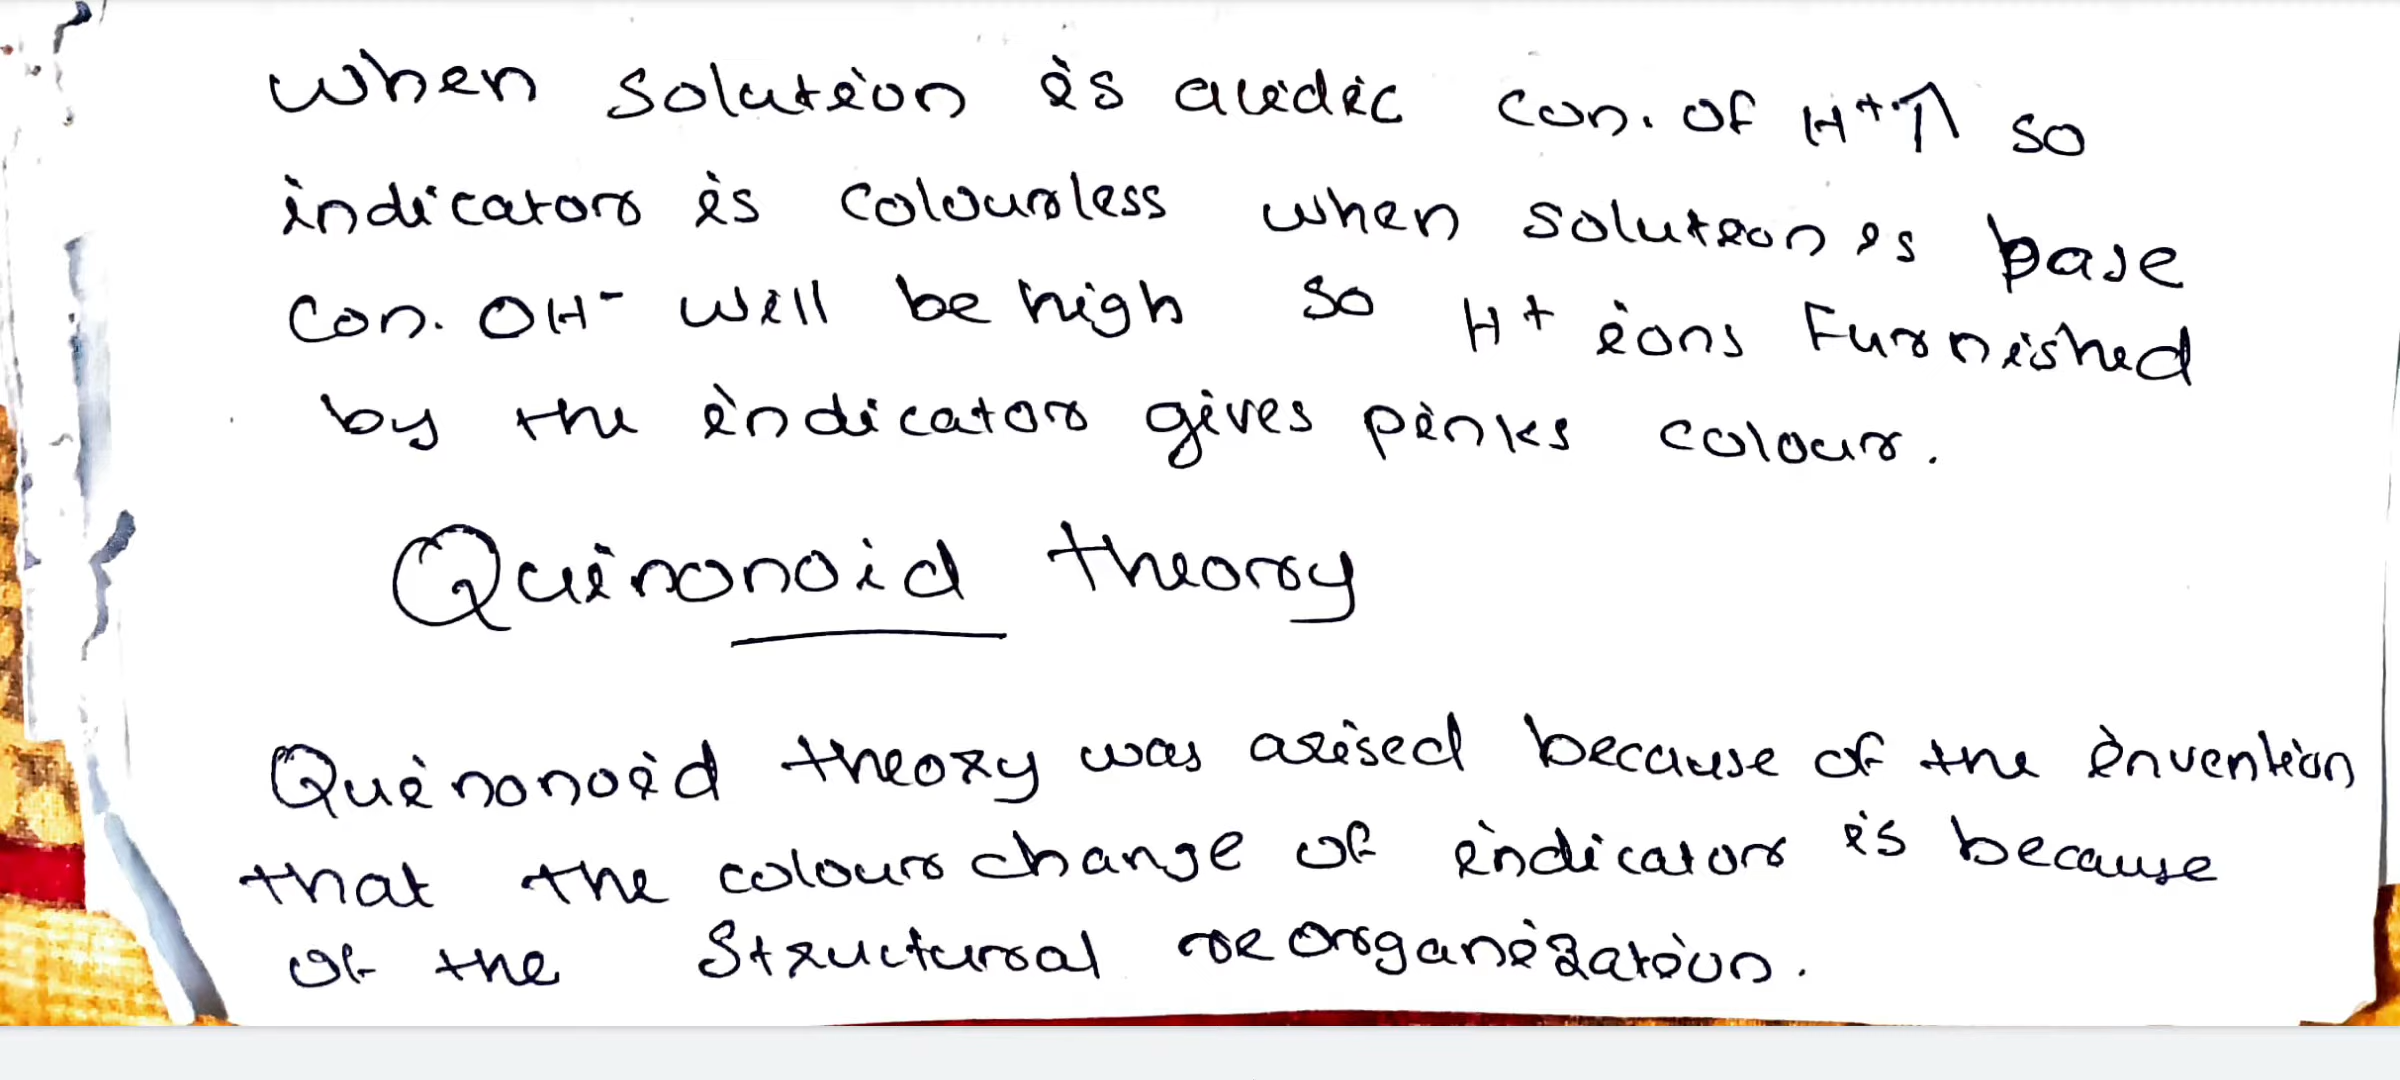 When solution is acidic con. of H+↑ so
indicator is colourless when solution is base
con. OH- will be high so H+ ions Furnished
by the indicator gives pinks colour.
Quinonoid theory
Quinonoid theory was arised because of the invention
that the colour change of indicator is because
of the Structural reorganization.